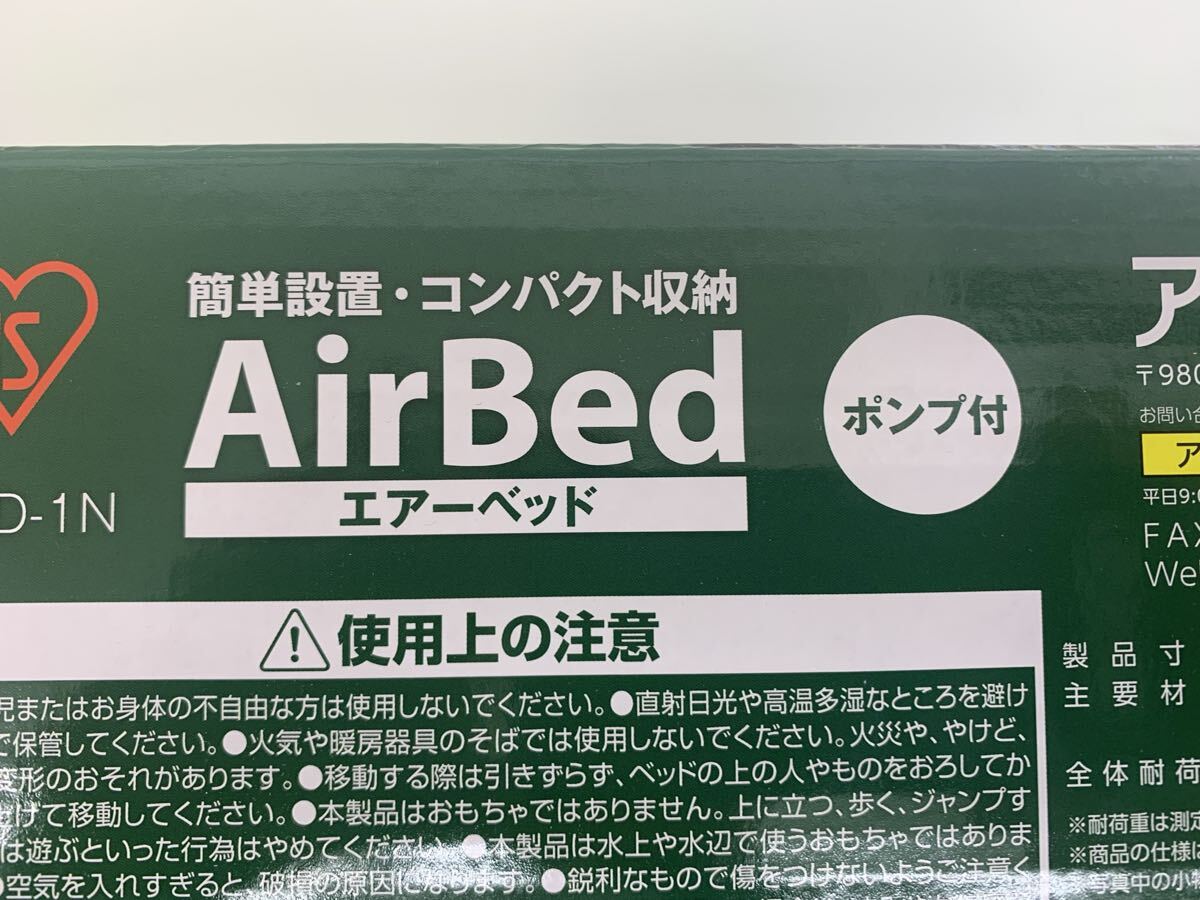 簡単設置・コンパクト収納
AirBed
エアーベッド
ポンプ付
D-1N
ア
〒980
お問い合
ア
平日9:0
FAX
We
使用上の注意
児またはお身体の不自由な方は使用しないでください。●直射日光や高温多湿なところを避け
で保管してください。●火気や暖房器具のそばでは使用しないでください。火災や、やけど、
変形のおそれがあります。●移動する際は引きずらず、ベッドの上の人やものをおろしてか
げて移動してください。●本製品はおもちゃではありません。上に立つ、歩く、ジャンプす
は遊ぶといった行為はやめてください。●本製品は水上や水辺で使うおもちゃではありま
●空気を入れすぎると、破損の原因になります。●鋭利なもので傷をつけないようご注意く
製品寸
主要材
全体耐荷
※耐荷重は測定
※商品の仕様は
写真中の小物